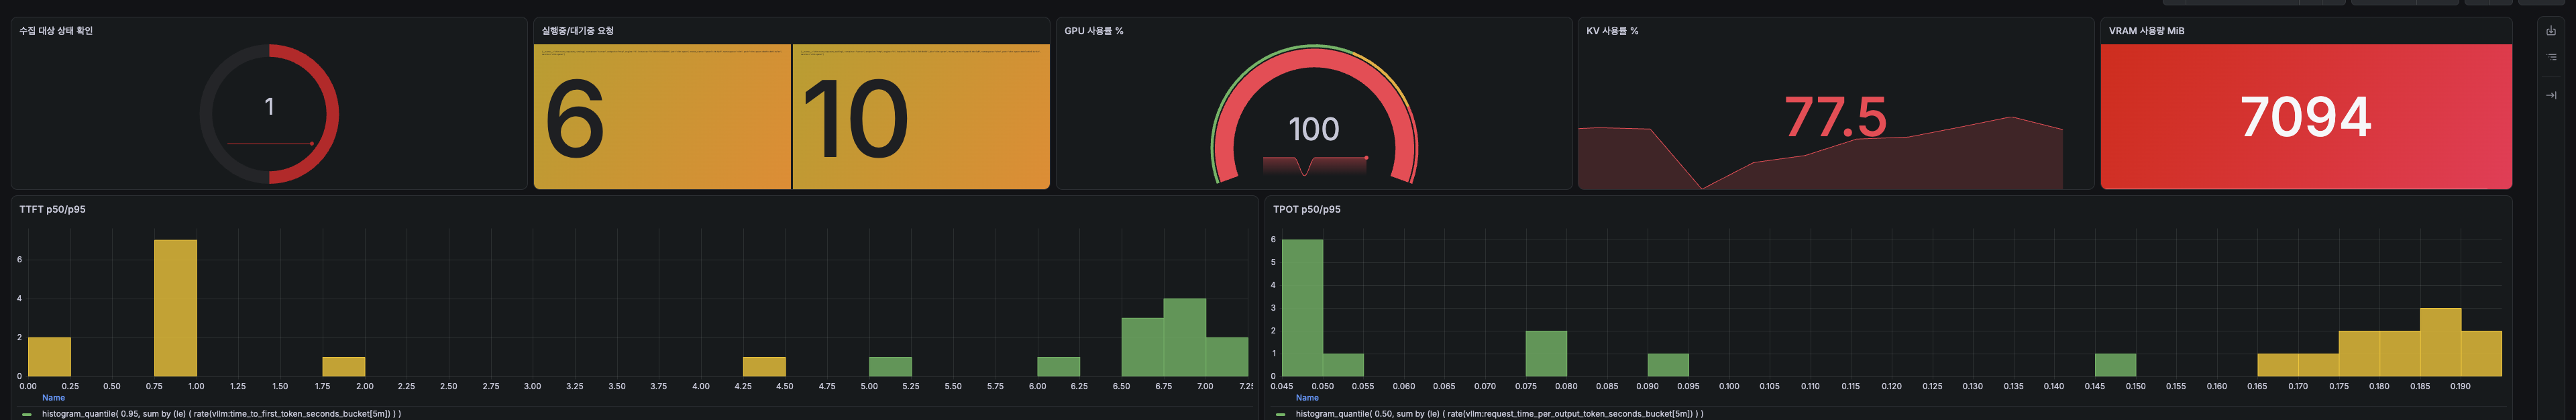 수집 대상 상태 확인
1
실행중/대기중 요청
6
10
GPU 사용률 %
100
KV 사용률 %
77.5
VRAM 사용량 MiB
7094
TTFT p50/p95
6
4
2
0
0.00 0.25 0.50 0.75 1.00 1.25 1.50 1.75 2.00 2.25 2.50 2.75 3.00 3.25 3.50 3.75 4.00 4.25 4.50 4.75 5.00 5.25 5.50 5.75 6.00 6.25 6.50 6.75 7.00 7.25
Name
histogram_quantile( 0.95, sum by (le) ( rate(vllm:time_to_first_token_seconds_bucket[5m]) ) )
TPOT p50/p95
6
5
4
3
2
1
0
0.045 0.050 0.055 0.060 0.065 0.070 0.075 0.080 0.085 0.090 0.095 0.100 0.105 0.110 0.115 0.120 0.125 0.130 0.135 0.140 0.145 0.150 0.155 0.160 0.165 0.170 0.175 0.180 0.185 0.190
Name
histogram_quantile( 0.50, sum by (le) ( rate(vllm:request_time_per_output_token_seconds_bucket[5m]) ) )